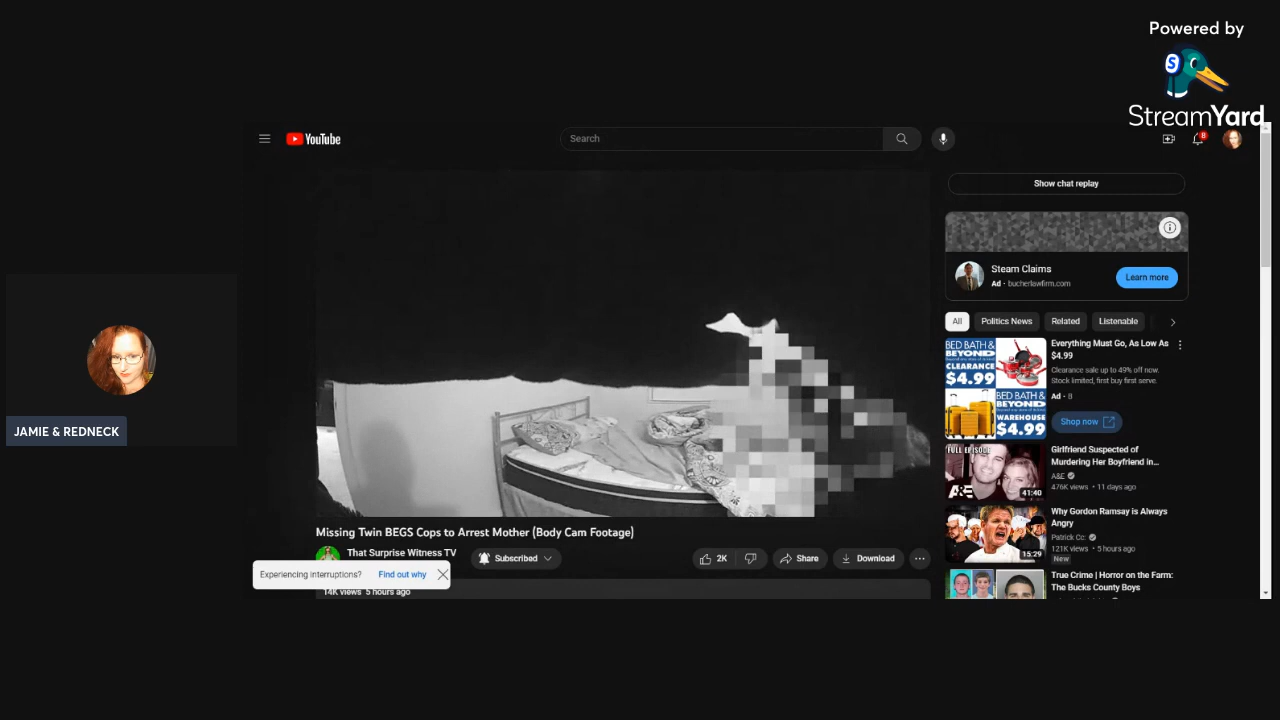 Powered by
StreamYard
YouTube
Search
8
Show chat replay
Steam Claims
Ad · bucherlawfirm.com
Learn more
All
Politics News
Related
Listenable
BED BATH &
BEYOND
CLEARANCE
$4.99
BED BATH &
BEYOND
WAREHOUSE
$4.99
Everything Must Go, As Low As
$4.99
Clearance sale up to 49% off now.
Stock limited, first buy first serve.
Ad · 8
Shop now
FULL EPISODE
A&E
41:40
Girlfriend Suspected of
Murdering Her Boyfriend in...
A&E
476K views · 11 days ago
15:29
Why Gordon Ramsay is Always
Angry
Patrick Cc:
121K views · 5 hours ago
New
True Crime | Horror on the Farm:
The Bucks County Boys
JAMIE & REDNECK
Missing Twin BEGS Cops to Arrest Mother (Body Cam Footage)
That Surprise Witness TV
Subscribed
2K
Share
Download
Experiencing interruptions?
Find out why
14K views 5 hours ago